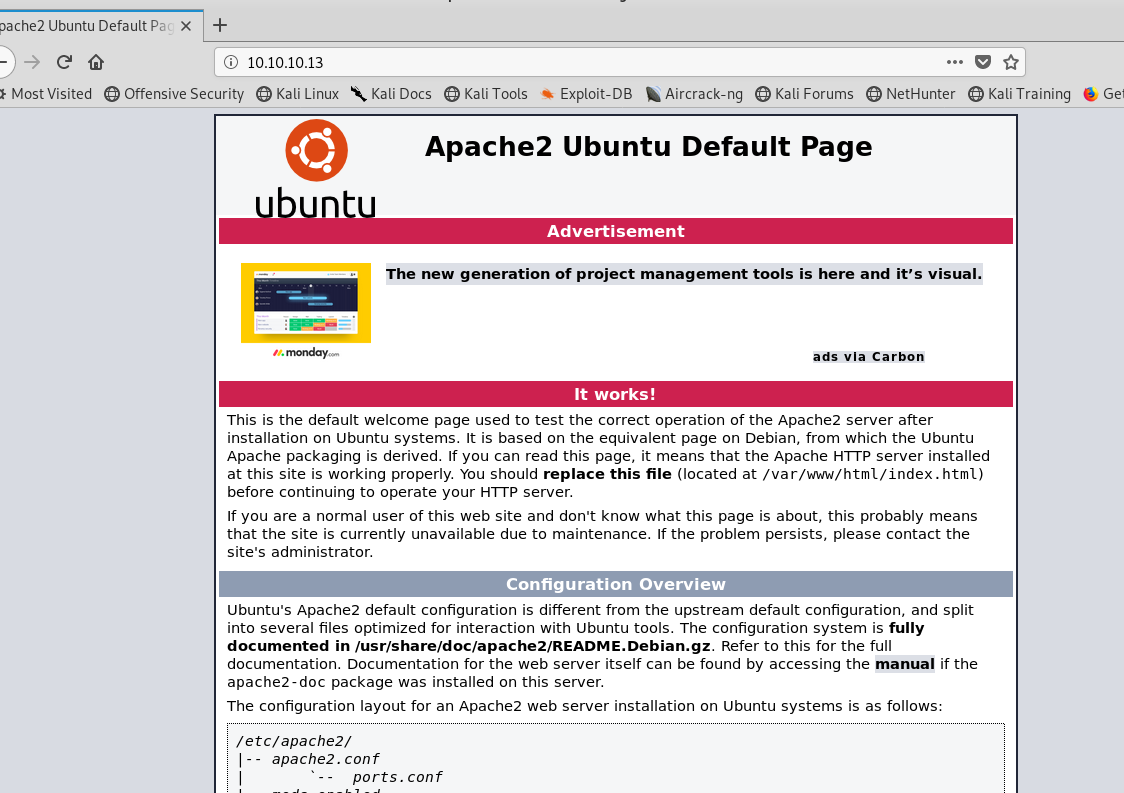 pache2 Ubuntu Default Pag
10.10.10.13
Most Visited Offensive Security Kali Linux Kali Docs Kali Tools Exploit-DB Aircrack-ng Kali Forums NetHunter Kali Training Get
ubuntu
Apache2 Ubuntu Default Page
Advertisement
The new generation of project management tools is here and it’s visual.
monday.com
ads via Carbon
It works!
This is the default welcome page used to test the correct operation of the Apache2 server after
installation on Ubuntu systems. It is based on the equivalent page on Debian, from which the Ubuntu
Apache packaging is derived. If you can read this page, it means that the Apache HTTP server installed
at this site is working properly. You should replace this file (located at /var/www/html/index.html)
before continuing to operate your HTTP server.
If you are a normal user of this web site and don't know what this page is about, this probably means
that the site is currently unavailable due to maintenance. If the problem persists, please contact the
site's administrator.
Configuration Overview
Ubuntu's Apache2 default configuration is different from the upstream default configuration, and split
into several files optimized for interaction with Ubuntu tools. The configuration system is fully
documented in /usr/share/doc/apache2/README.Debian.gz. Refer to this for the full
documentation. Documentation for the web server itself can be found by accessing the manual if the
apache2-doc package was installed on this server.
The configuration layout for an Apache2 web server installation on Ubuntu systems is as follows:
/etc/apache2/
|-- apache2.conf
|       `--  ports.conf